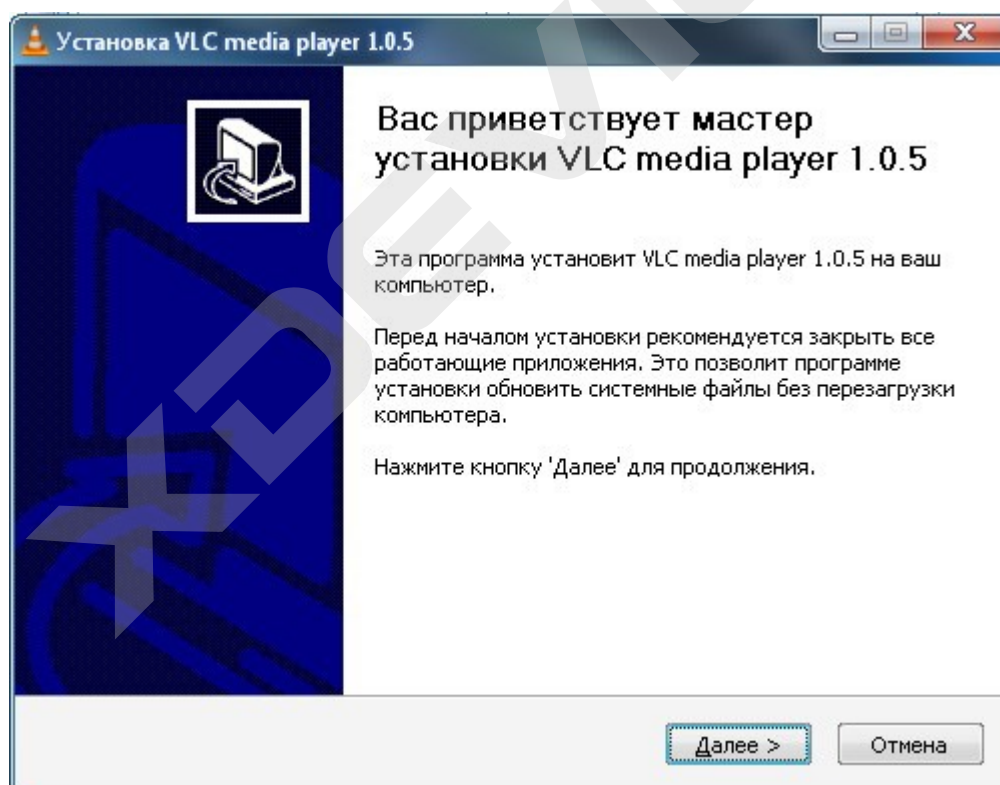 Установка VLC media player 1.0.5
Вас приветствует мастер
установки VLC media player 1.0.5
Эта программа установит VLC media player 1.0.5 на ваш
компьютер.
Перед началом установки рекомендуется закрыть все
работающие приложения. Это позволит программе
установки обновить системные файлы без перезагрузки
компьютера.
Нажмите кнопку 'Далее' для продолжения.
Далее >
Отмена